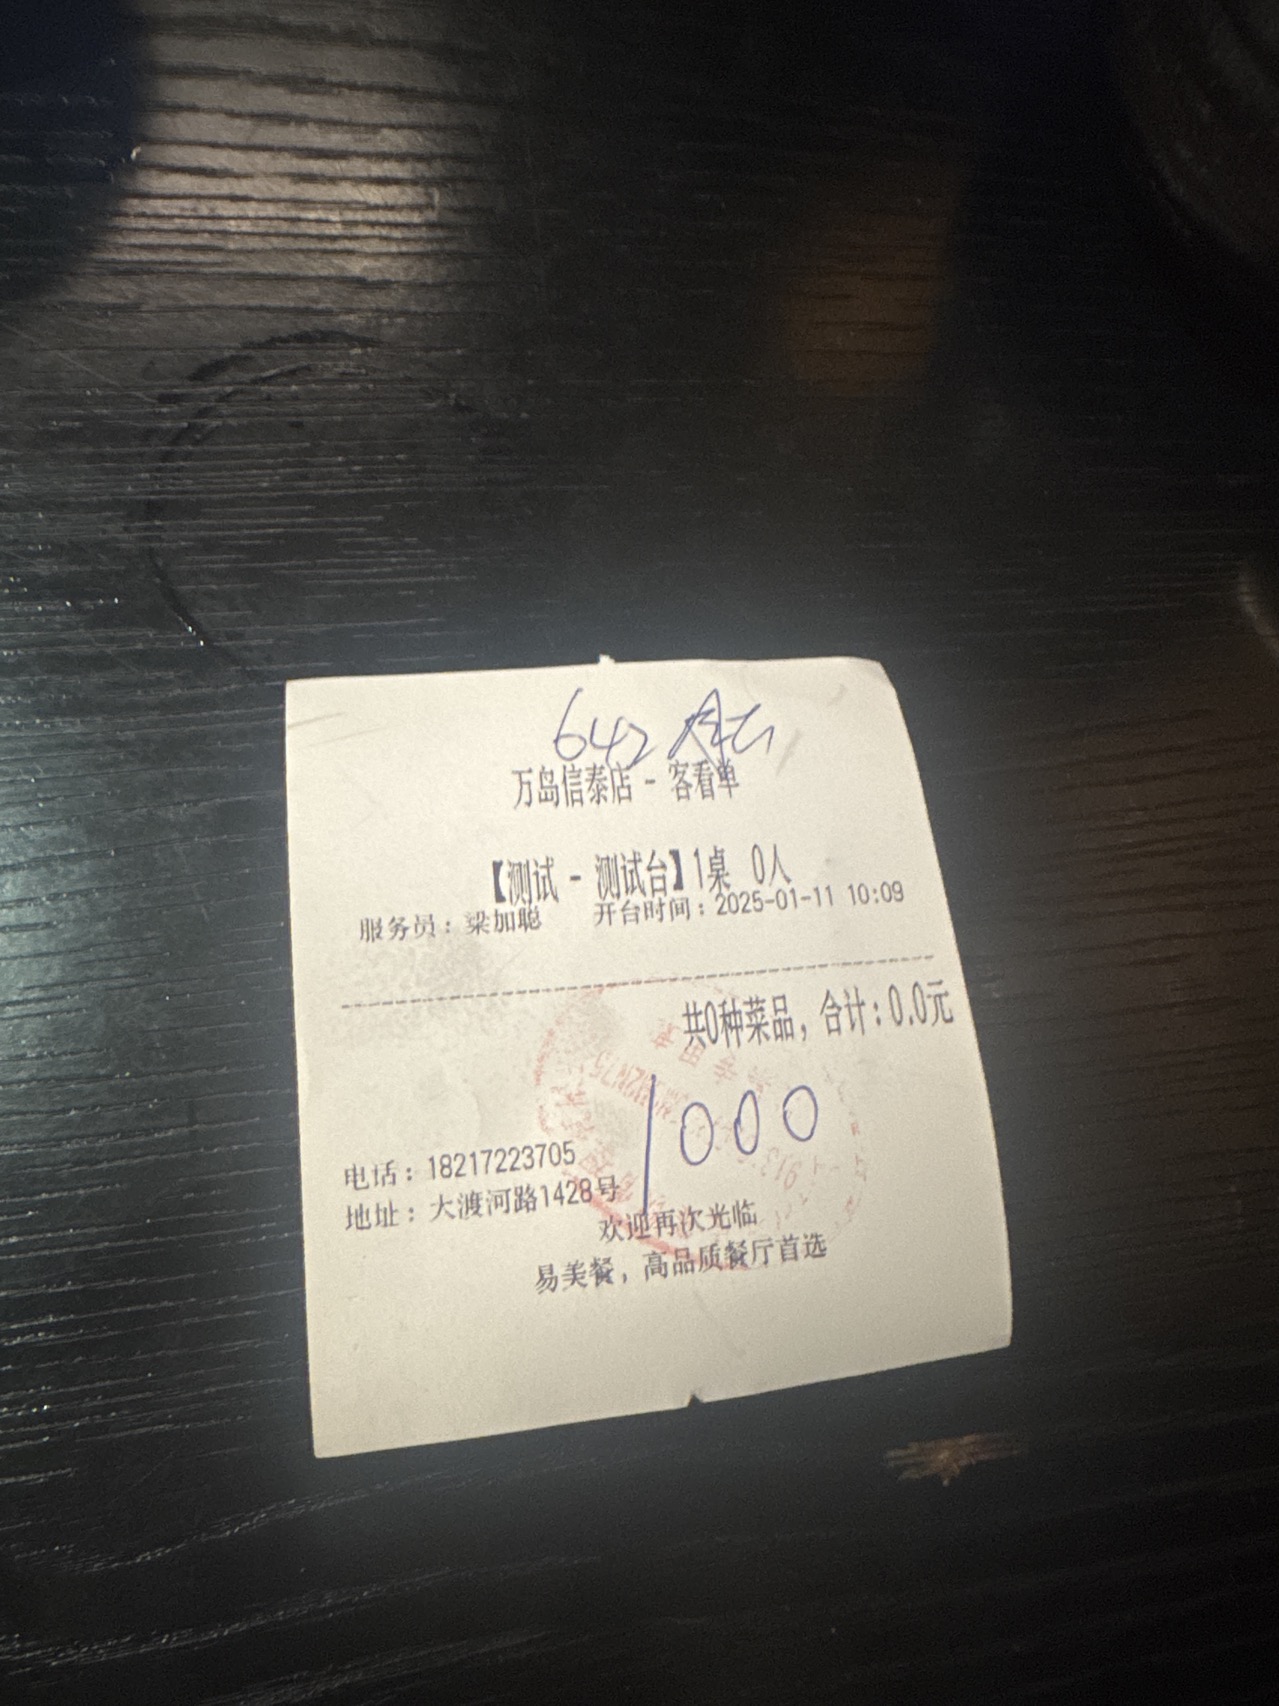 642
万岛信泰店 - 客看单
【测试 - 测试台】1桌 0人
服务员：梁加聪 开台时间：2025-01-11 10:09
共0种菜品，合计：0.0元
1000
电话：18217223705
地址：大渡河路1428号
欢迎再次光临
易美餐，高品质餐厅首选